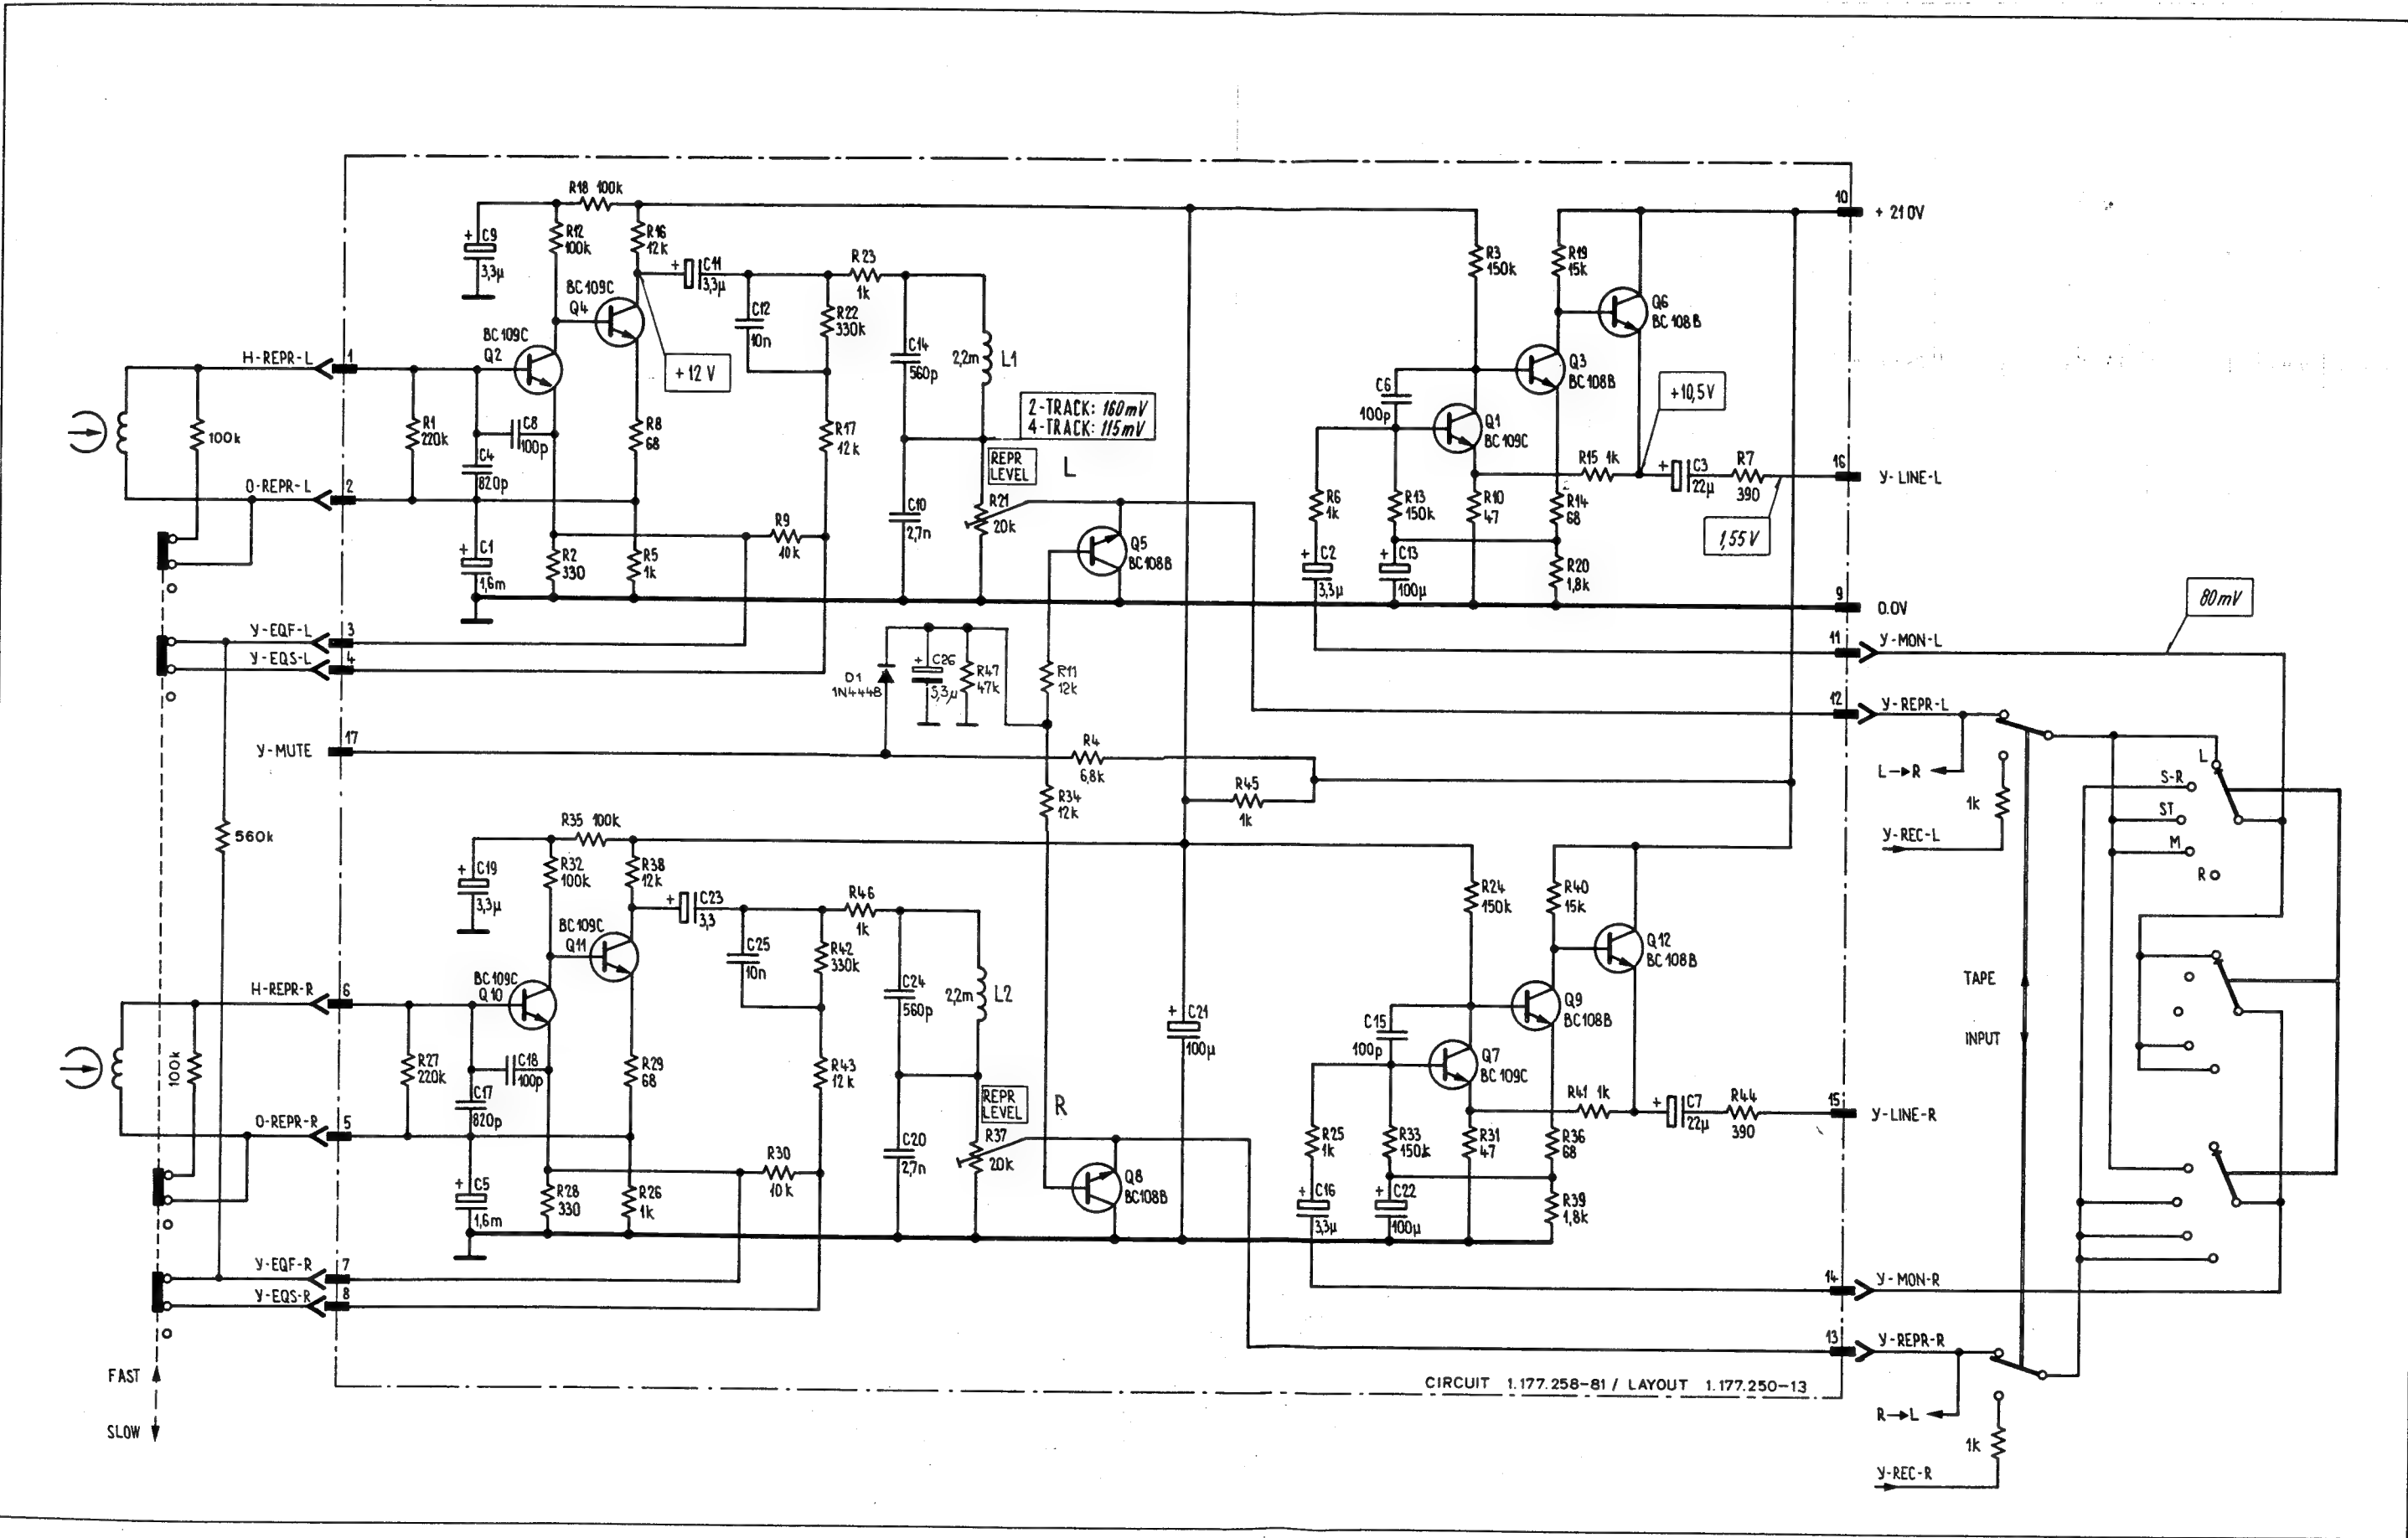 R18 100k
C9
3,3µ
R12
100k
R16
12k
C11
3,3µ
R23
1k
BC109C
Q4
C12
10n
R22
330k
C14
560p
2,2m
L1
BC109C
Q2
H-REPR-L
1
+12 V
R3
150k
R19
15k
Q6
BC108B
10
+ 21 0V
C6
100p
Q3
BC108B
+10,5V
100k
R1
220k
C8
100p
C4
820p
R8
68
R17
12k
2-TRACK: 160mV
4-TRACK: 115mV
REPR
LEVEL
L
Q1
BC109C
R15 1k
C3
22µ
R7
390
16
Y-LINE-L
O-REPR-L
2
C10
2,7n
R21
20k
R6
1k
R13
150k
R10
47
R14
68
1,55V
C1
1,6m
R2
330
R5
1k
R9
10k
Q5
BC108B
C2
3,3µ
C13
100µ
R20
1,8k
9
0.0V
80mV
Y-EQF-L
3
Y-EQS-L
4
11
Y-MON-L
D1
1N4448
C26
5,3µ
R47
47k
R11
12k
12
Y-REPR-L
Y-MUTE
17
R4
6,8k
L→R
L
S-R
ST
M
R
1k
Y-REC-L
560k
R34
12k
R45
1k
R35 100k
C19
3,3µ
R32
100k
R38
12k
C23
3,3
R46
1k
R24
150k
R40
15k
BC109C
Q11
C25
10n
R42
330k
Q12
BC108B
H-REPR-R
6
BC109C
Q10
C24
560p
2,2m
L2
C21
100µ
C15
100p
Q9
BC108B
TAPE
INPUT
100k
R27
220k
C18
100p
C17
820p
R29
68
R43
12k
REPR
LEVEL
R
Q7
BC109C
R41 1k
C7
22µ
R44
390
15
Y-LINE-R
O-REPR-R
5
C20
2,7n
R37
20k
R25
1k
R33
150k
R31
47
R36
68
C5
1,6m
R28
330
R26
1k
R30
10k
Q8
BC108B
C16
3,3µ
C22
100µ
R39
1,8k
Y-EQF-R
7
Y-EQS-R
8
14
Y-MON-R
13
Y-REPR-R
FAST
SLOW
CIRCUIT 1.177.258-81 / LAYOUT 1.177.250-13
R→L
1k
Y-REC-R